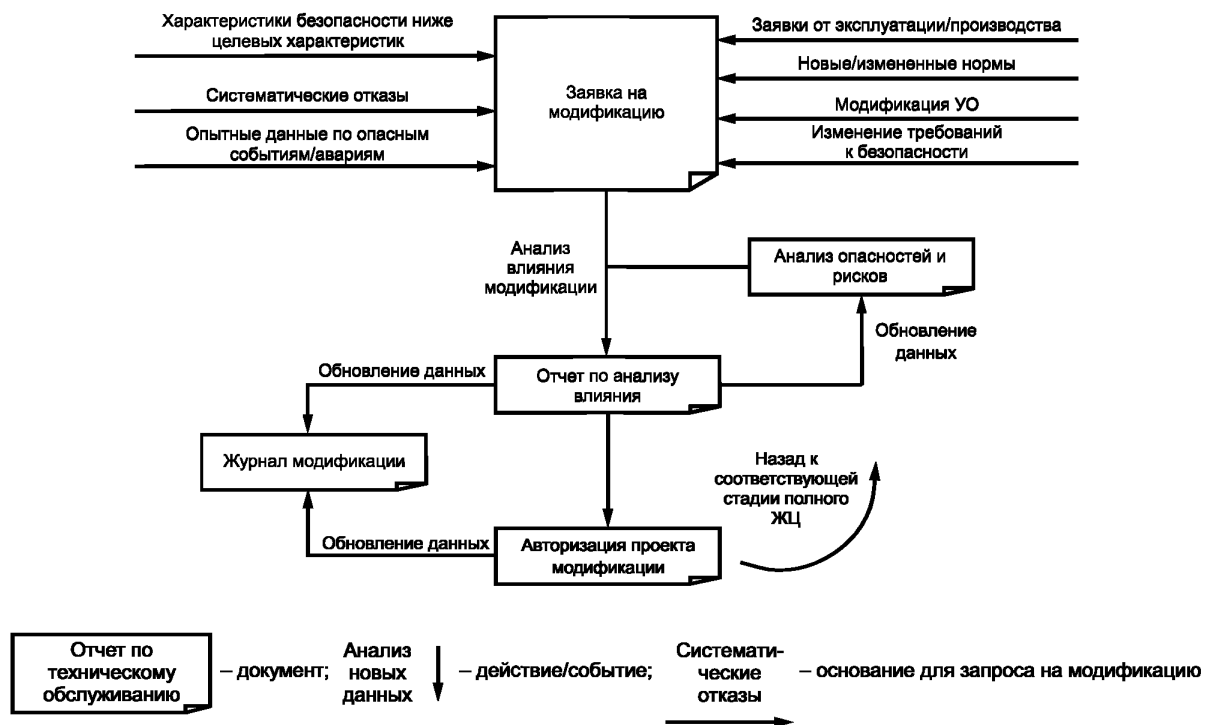 Характеристики безопасности ниже
целевых характеристик
Систематические отказы
Опытные данные по опасным
событиям/авариям
Заявка на
модификацию
Заявки от эксплуатации/производства
Новые/измененные нормы
Модификация УО
Изменение требований
к безопасности
Анализ
влияния
модификации
Анализ опасностей и
рисков
Обновление
данных
Обновление данных
Отчет по анализу
влияния
Журнал модификации
Назад к
соответствующей
стадии полного
ЖЦ
Обновление данных
Авторизация проекта
модификации
Отчет по
техническому
обслуживанию
– документ;
Анализ
новых
данных
– действие/событие;
Системати-
ческие
отказы
– основание для запроса на модификацию